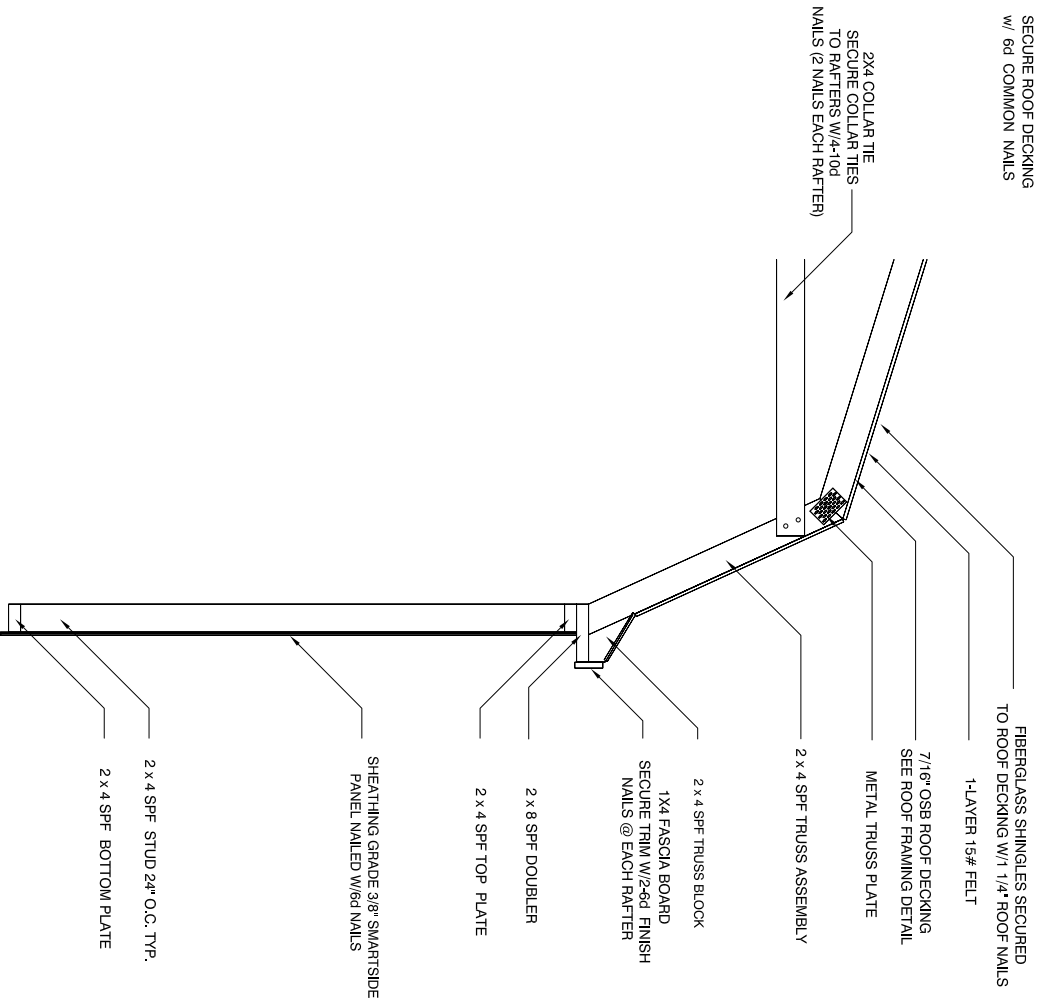 SECURE ROOF DECKING
w/ 6d COMMON NAILS
2X4 COLLAR TIE
SECURE COLLAR TIES
TO RAFTERS W/4-10d
NAILS (2 NAILS EACH RAFTER)
FIBERGLASS SHINGLES SECURED
TO ROOF DECKING W/1 1/4" ROOF NAILS
1-LAYER 15# FELT
7/16" OSB ROOF DECKING
SEE ROOF FRAMING DETAIL
METAL TRUSS PLATE
2 x 4 SPF TRUSS ASSEMBLY
2 x 4 SPF TRUSS BLOCK
1X4 FASCIA BOARD
SECURE TRIM W/2-6d FINISH
NAILS @ EACH RAFTER
2 x 8 SPF DOUBLER
2 x 4 SPF TOP PLATE
SHEATHING GRADE 3/8" SMARTSIDE
PANEL NAILED W/6d NAILS
2 x 4 SPF STUD 24" O.C. TYP.
2 x 4 SPF BOTTOM PLATE